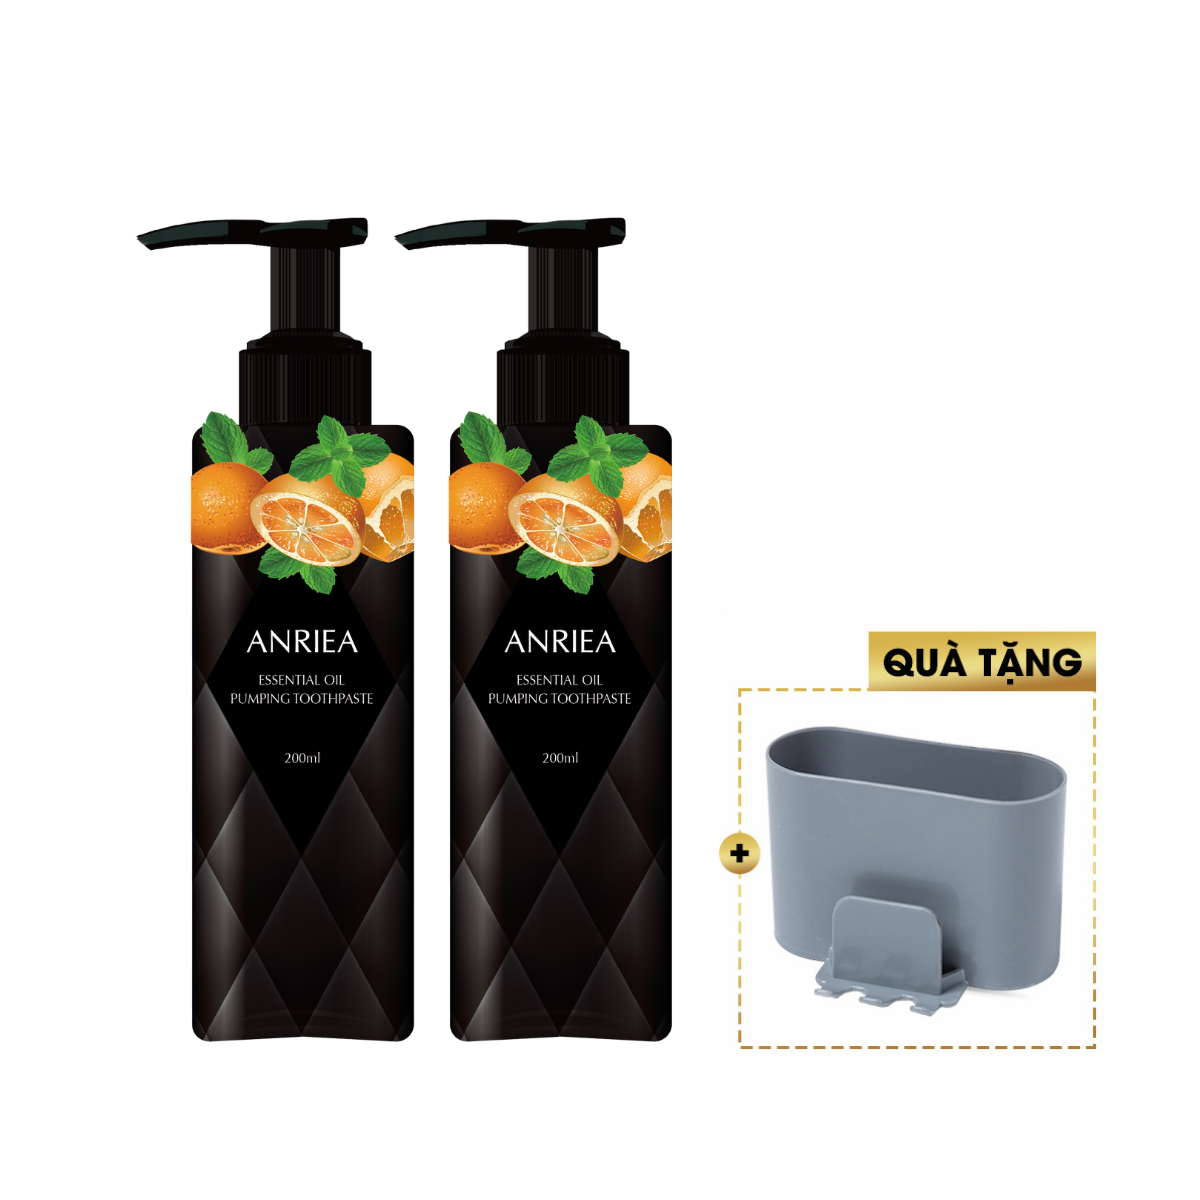 ANRIEA
ESSENTIAL OIL
PUMPING TOOTHPASTE
200ml
ANRIEA
ESSENTIAL OIL
PUMPING TOOTHPASTE
200ml
QUÀ TẶNG
+